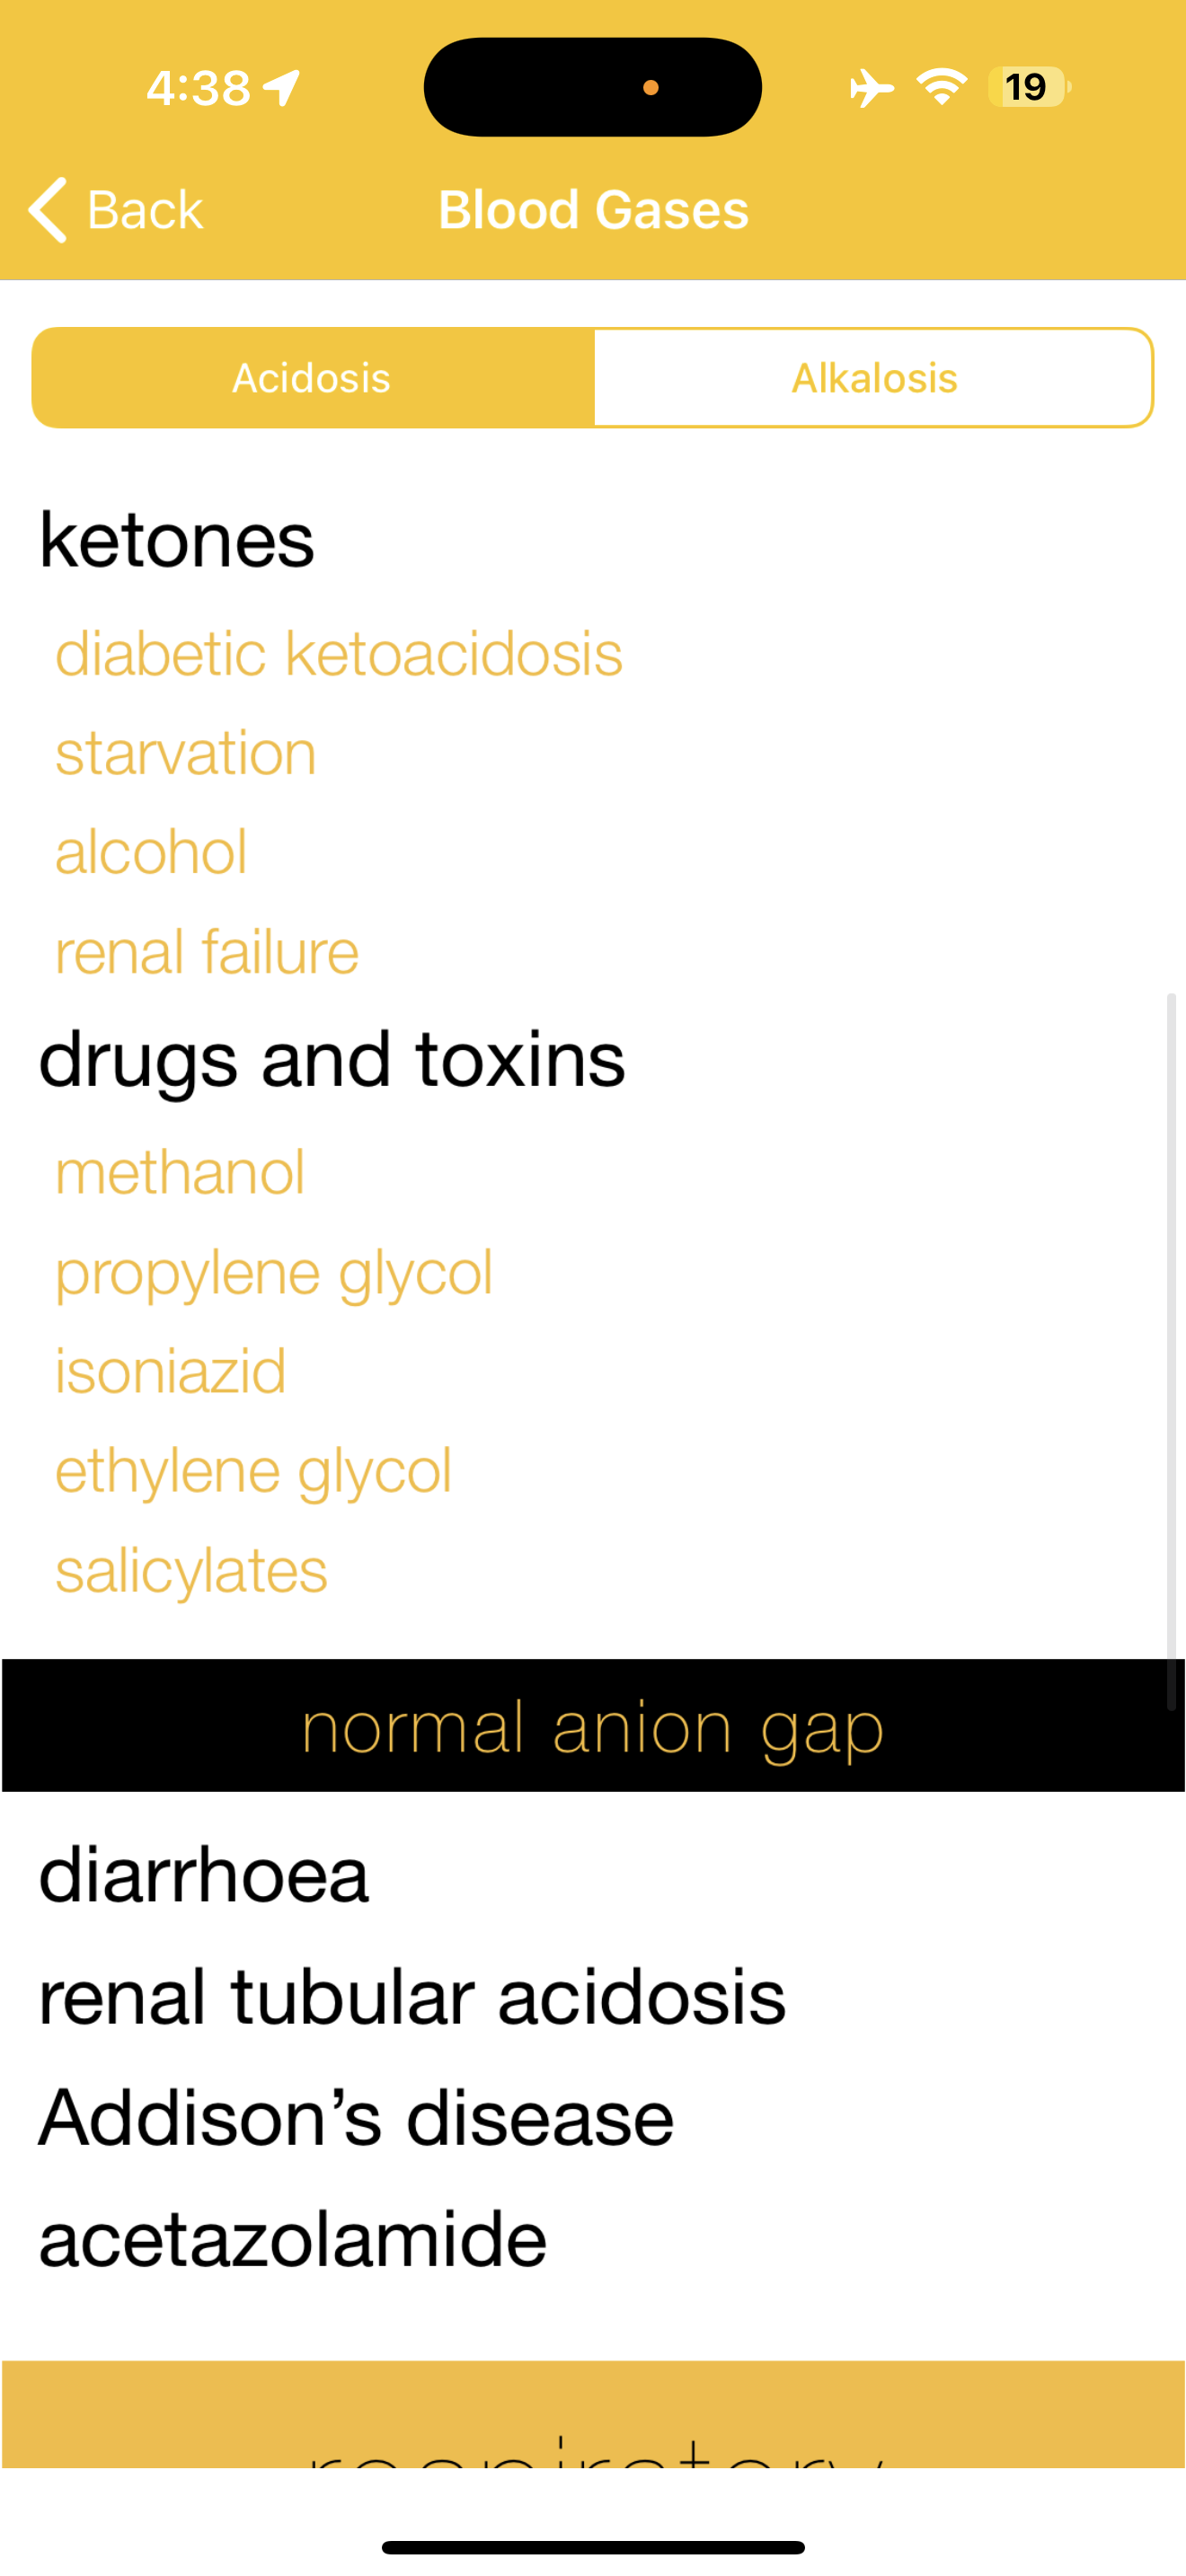 4:38
19
Back
Blood Gases
Acidosis
Alkalosis
ketones
diabetic ketoacidosis
starvation
alcohol
renal failure
drugs and toxins
methanol
propylene glycol
isoniazid
ethylene glycol
salicylates
normal anion gap
diarrhoea
renal tubular acidosis
Addison’s disease
acetazolamide
respiratory